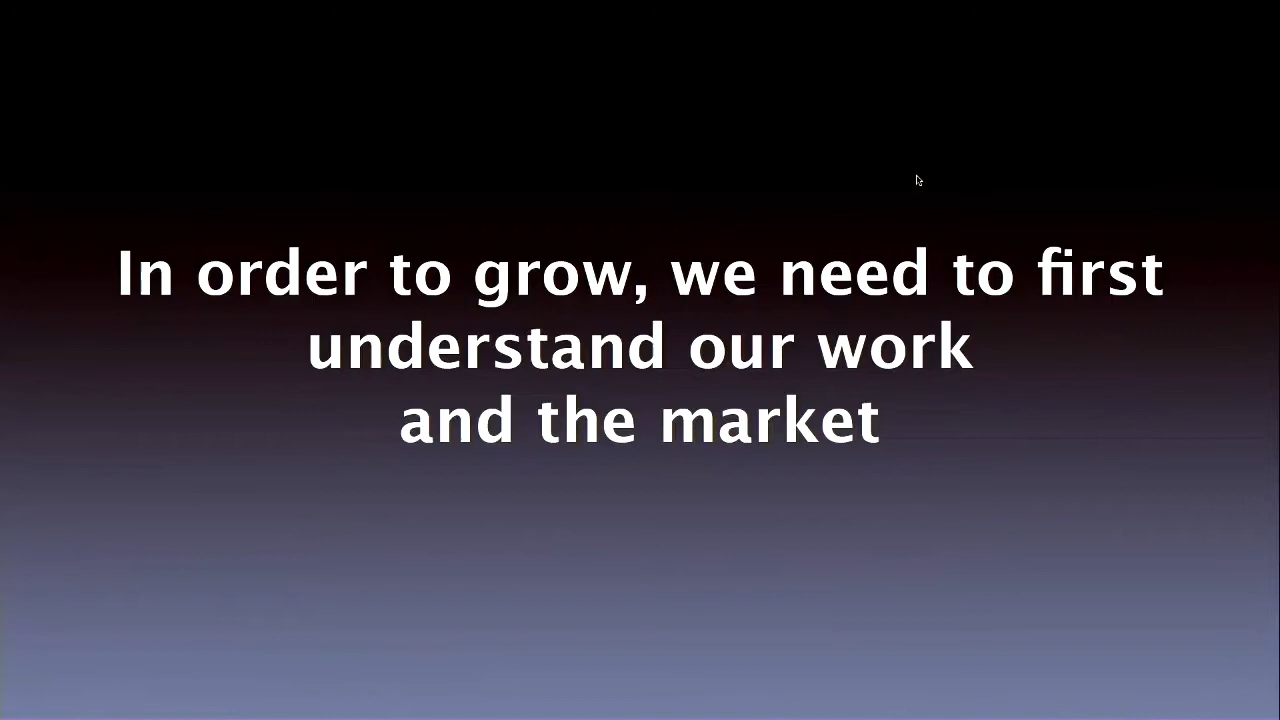 In order to grow, we need to first
understand our work
and the market